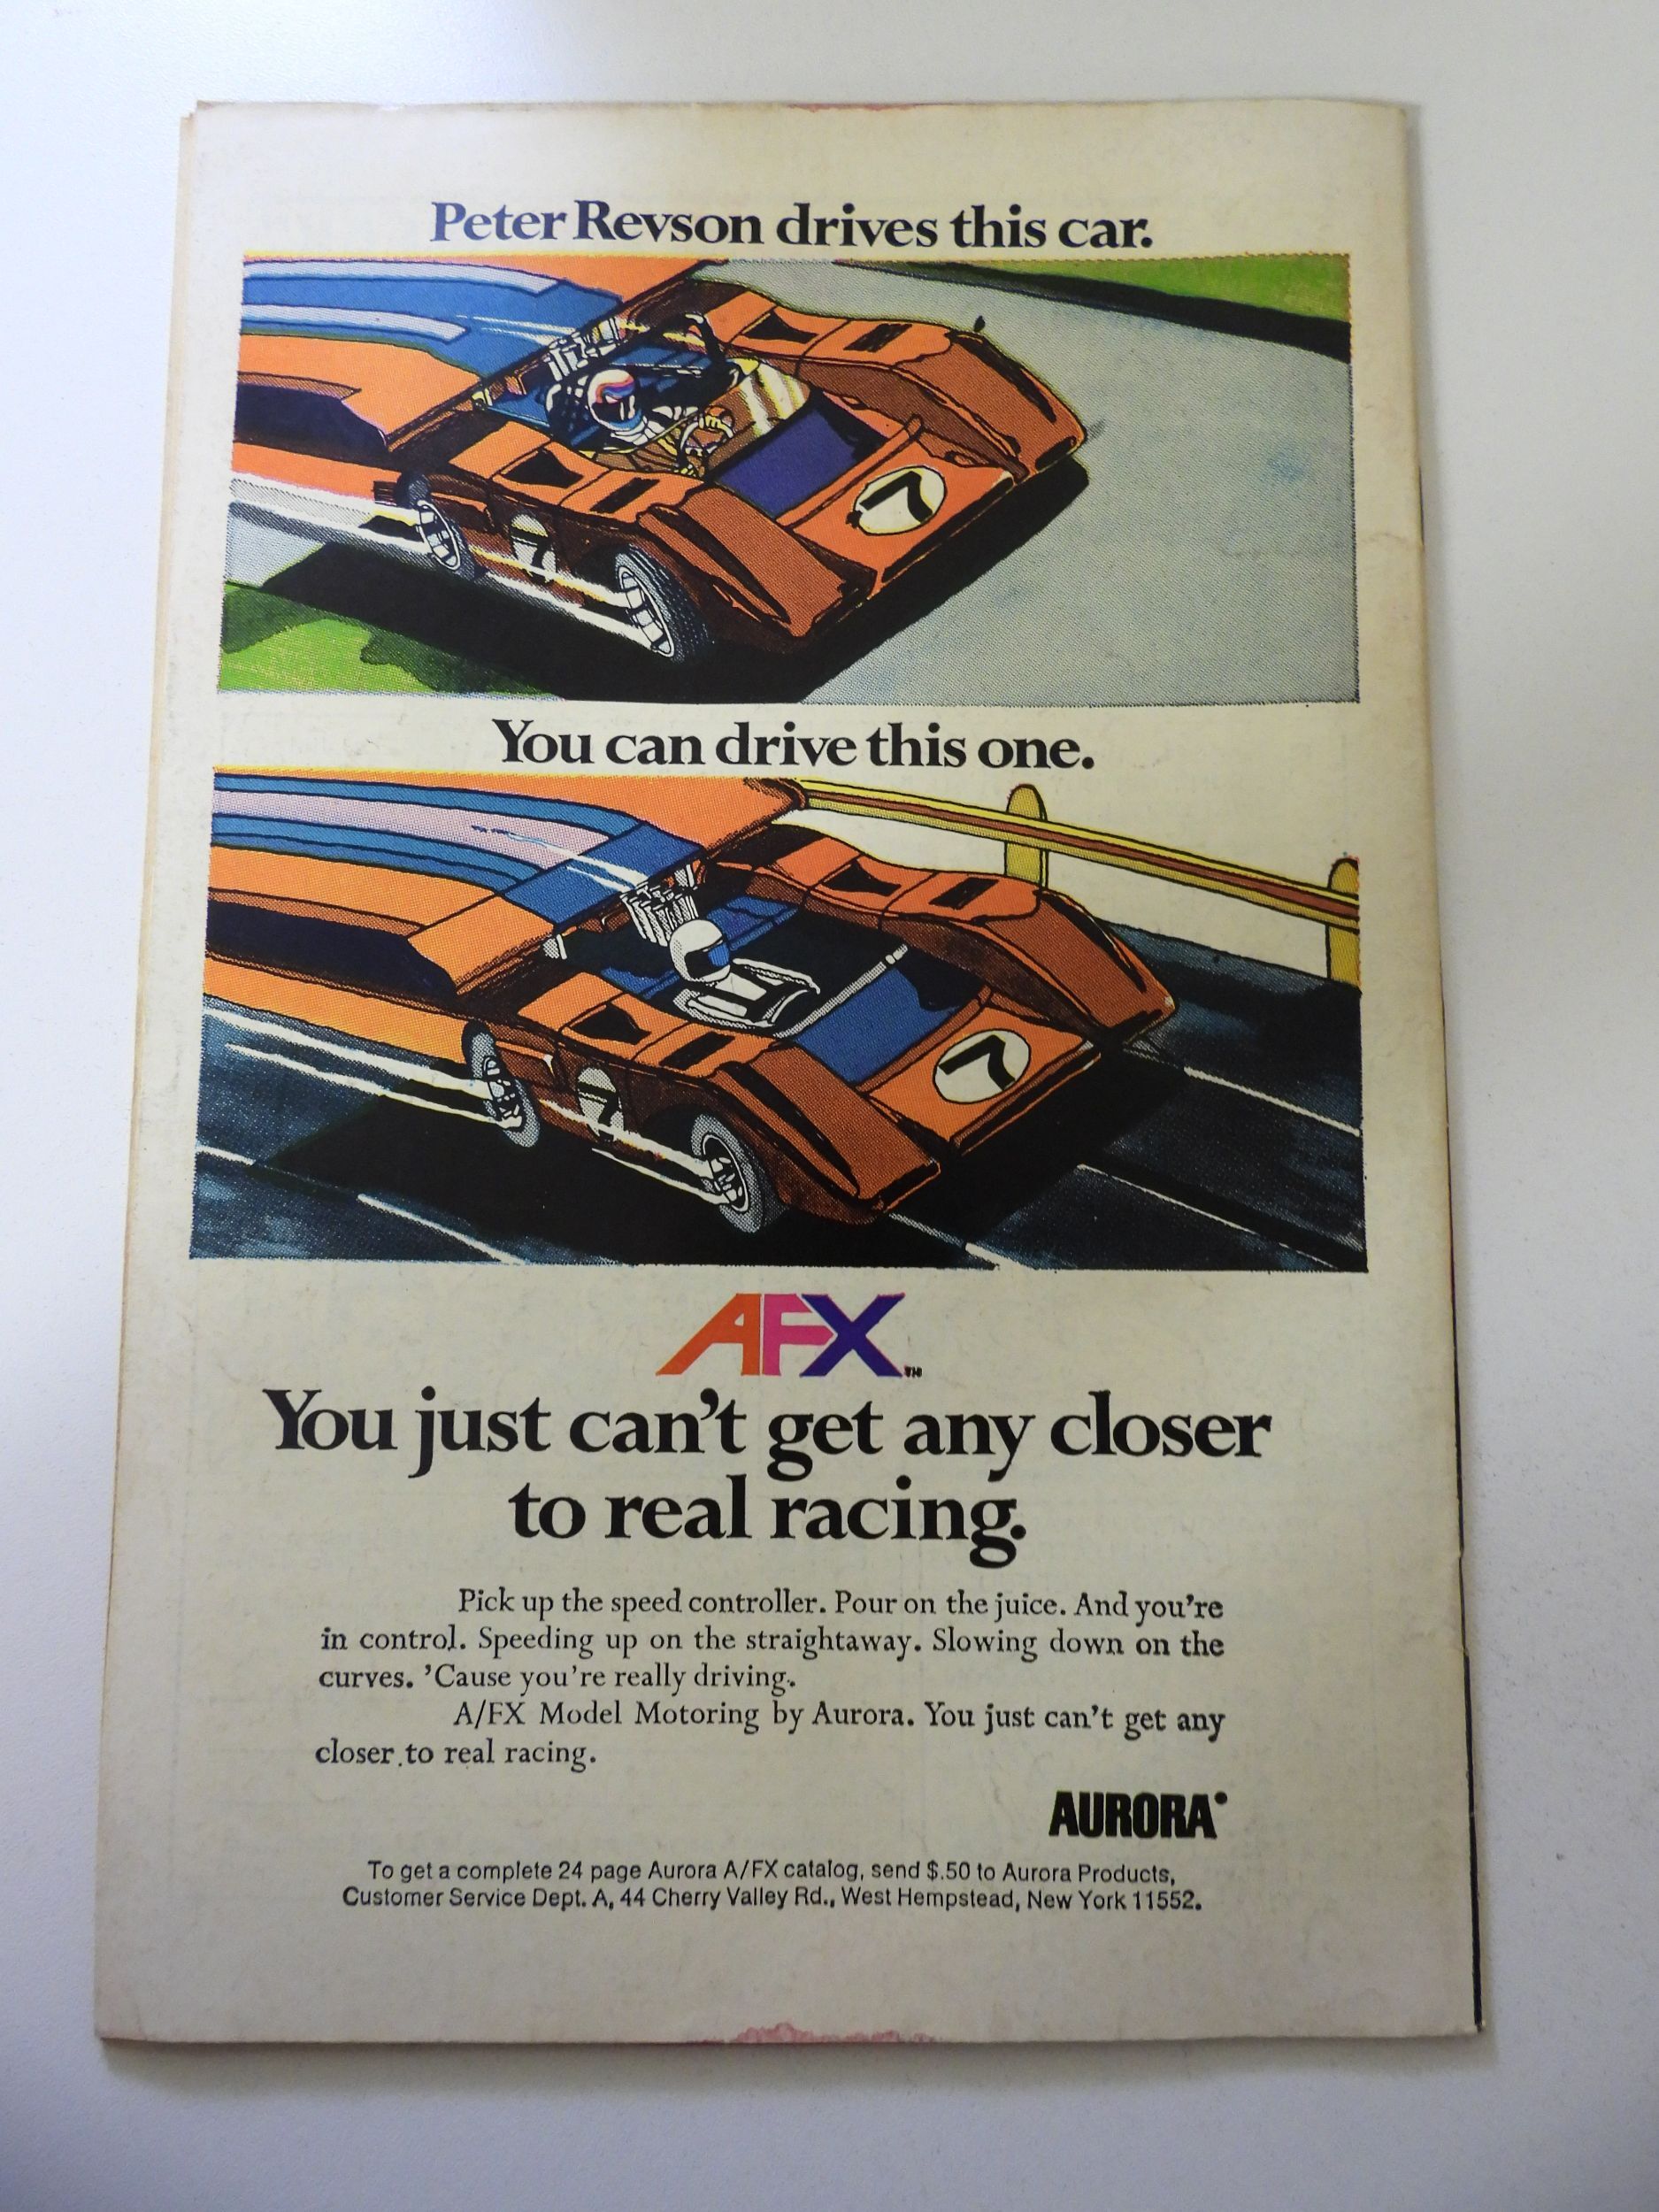 Peter Revson drives this car.
7
7
You can drive this one.
7
7
AFX™
You just can't get any closer
to real racing.
Pick up the speed controller. Pour on the juice. And you're
in control. Speeding up on the straightaway. Slowing down on the
curves. 'Cause you're really driving.
A/FX Model Motoring by Aurora. You just can't get any
closer to real racing.
AURORA®
To get a complete 24 page Aurora A/FX catalog, send $.50 to Aurora Products,
Customer Service Dept. A, 44 Cherry Valley Rd., West Hempstead, New York 11552.